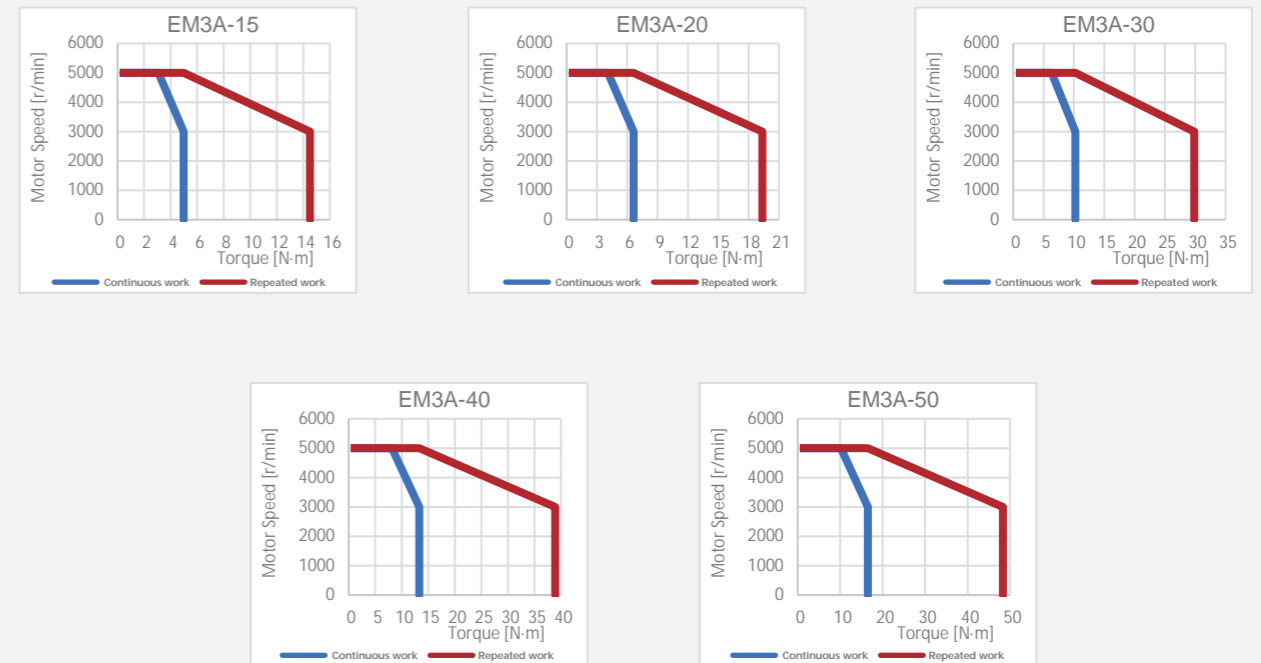 EM3A-15
6000
5000
4000
3000
2000
1000
0
Motor Speed [r/min]
0 2 4 6 8 10 12 14 16
Torque [N·m]
Continuous work Repeated work
EM3A-20
6000
5000
4000
3000
2000
1000
0
Motor Speed [r/min]
0 3 6 9 12 15 18 21
Torque [N·m]
Continuous work Repeated work
EM3A-30
6000
5000
4000
3000
2000
1000
0
Motor Speed [r/min]
0 5 10 15 20 25 30 35
Torque [N·m]
Continuous work Repeated work
EM3A-40
6000
5000
4000
3000
2000
1000
0
Motor Speed [r/min]
0 5 10 15 20 25 30 35 40
Torque [N·m]
Continuous work Repeated work
EM3A-50
6000
5000
4000
3000
2000
1000
0
Motor Speed [r/min]
0 10 20 30 40 50
Torque [N·m]
Continuous work Repeated work